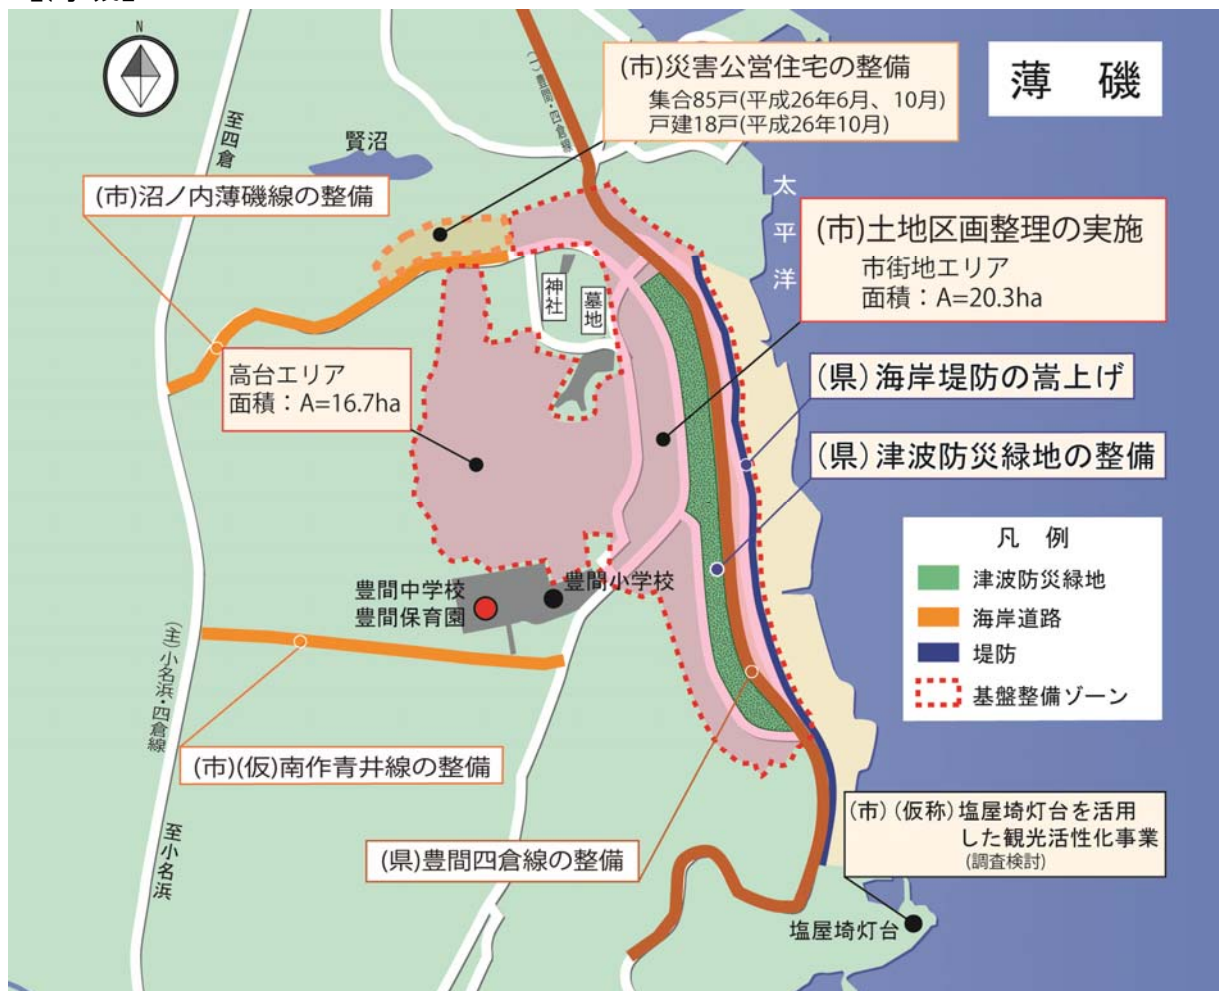 N
薄 磯
(市)災害公営住宅の整備
集合85戸(平成26年6月、10月)
戸建18戸(平成26年10月)
(一)豊間・四倉線
至四倉
賢沼
(市)沼ノ内薄磯線の整備
太平洋
(市)土地区画整理の実施
市街地エリア
面積：A=20.3ha
神社
墓地
高台エリア
面積：A=16.7ha
(県)海岸堤防の嵩上げ
(県)津波防災緑地の整備
凡 例
津波防災緑地
海岸道路
堤防
基盤整備ゾーン
豊間中学校
豊間保育園
豊間小学校
(主)小名浜・四倉線
(市)(仮)南作青井線の整備
至小名浜
(県)豊間四倉線の整備
(市)(仮称)塩屋埼灯台を活用
した観光活性化事業
(調査検討)
塩屋埼灯台